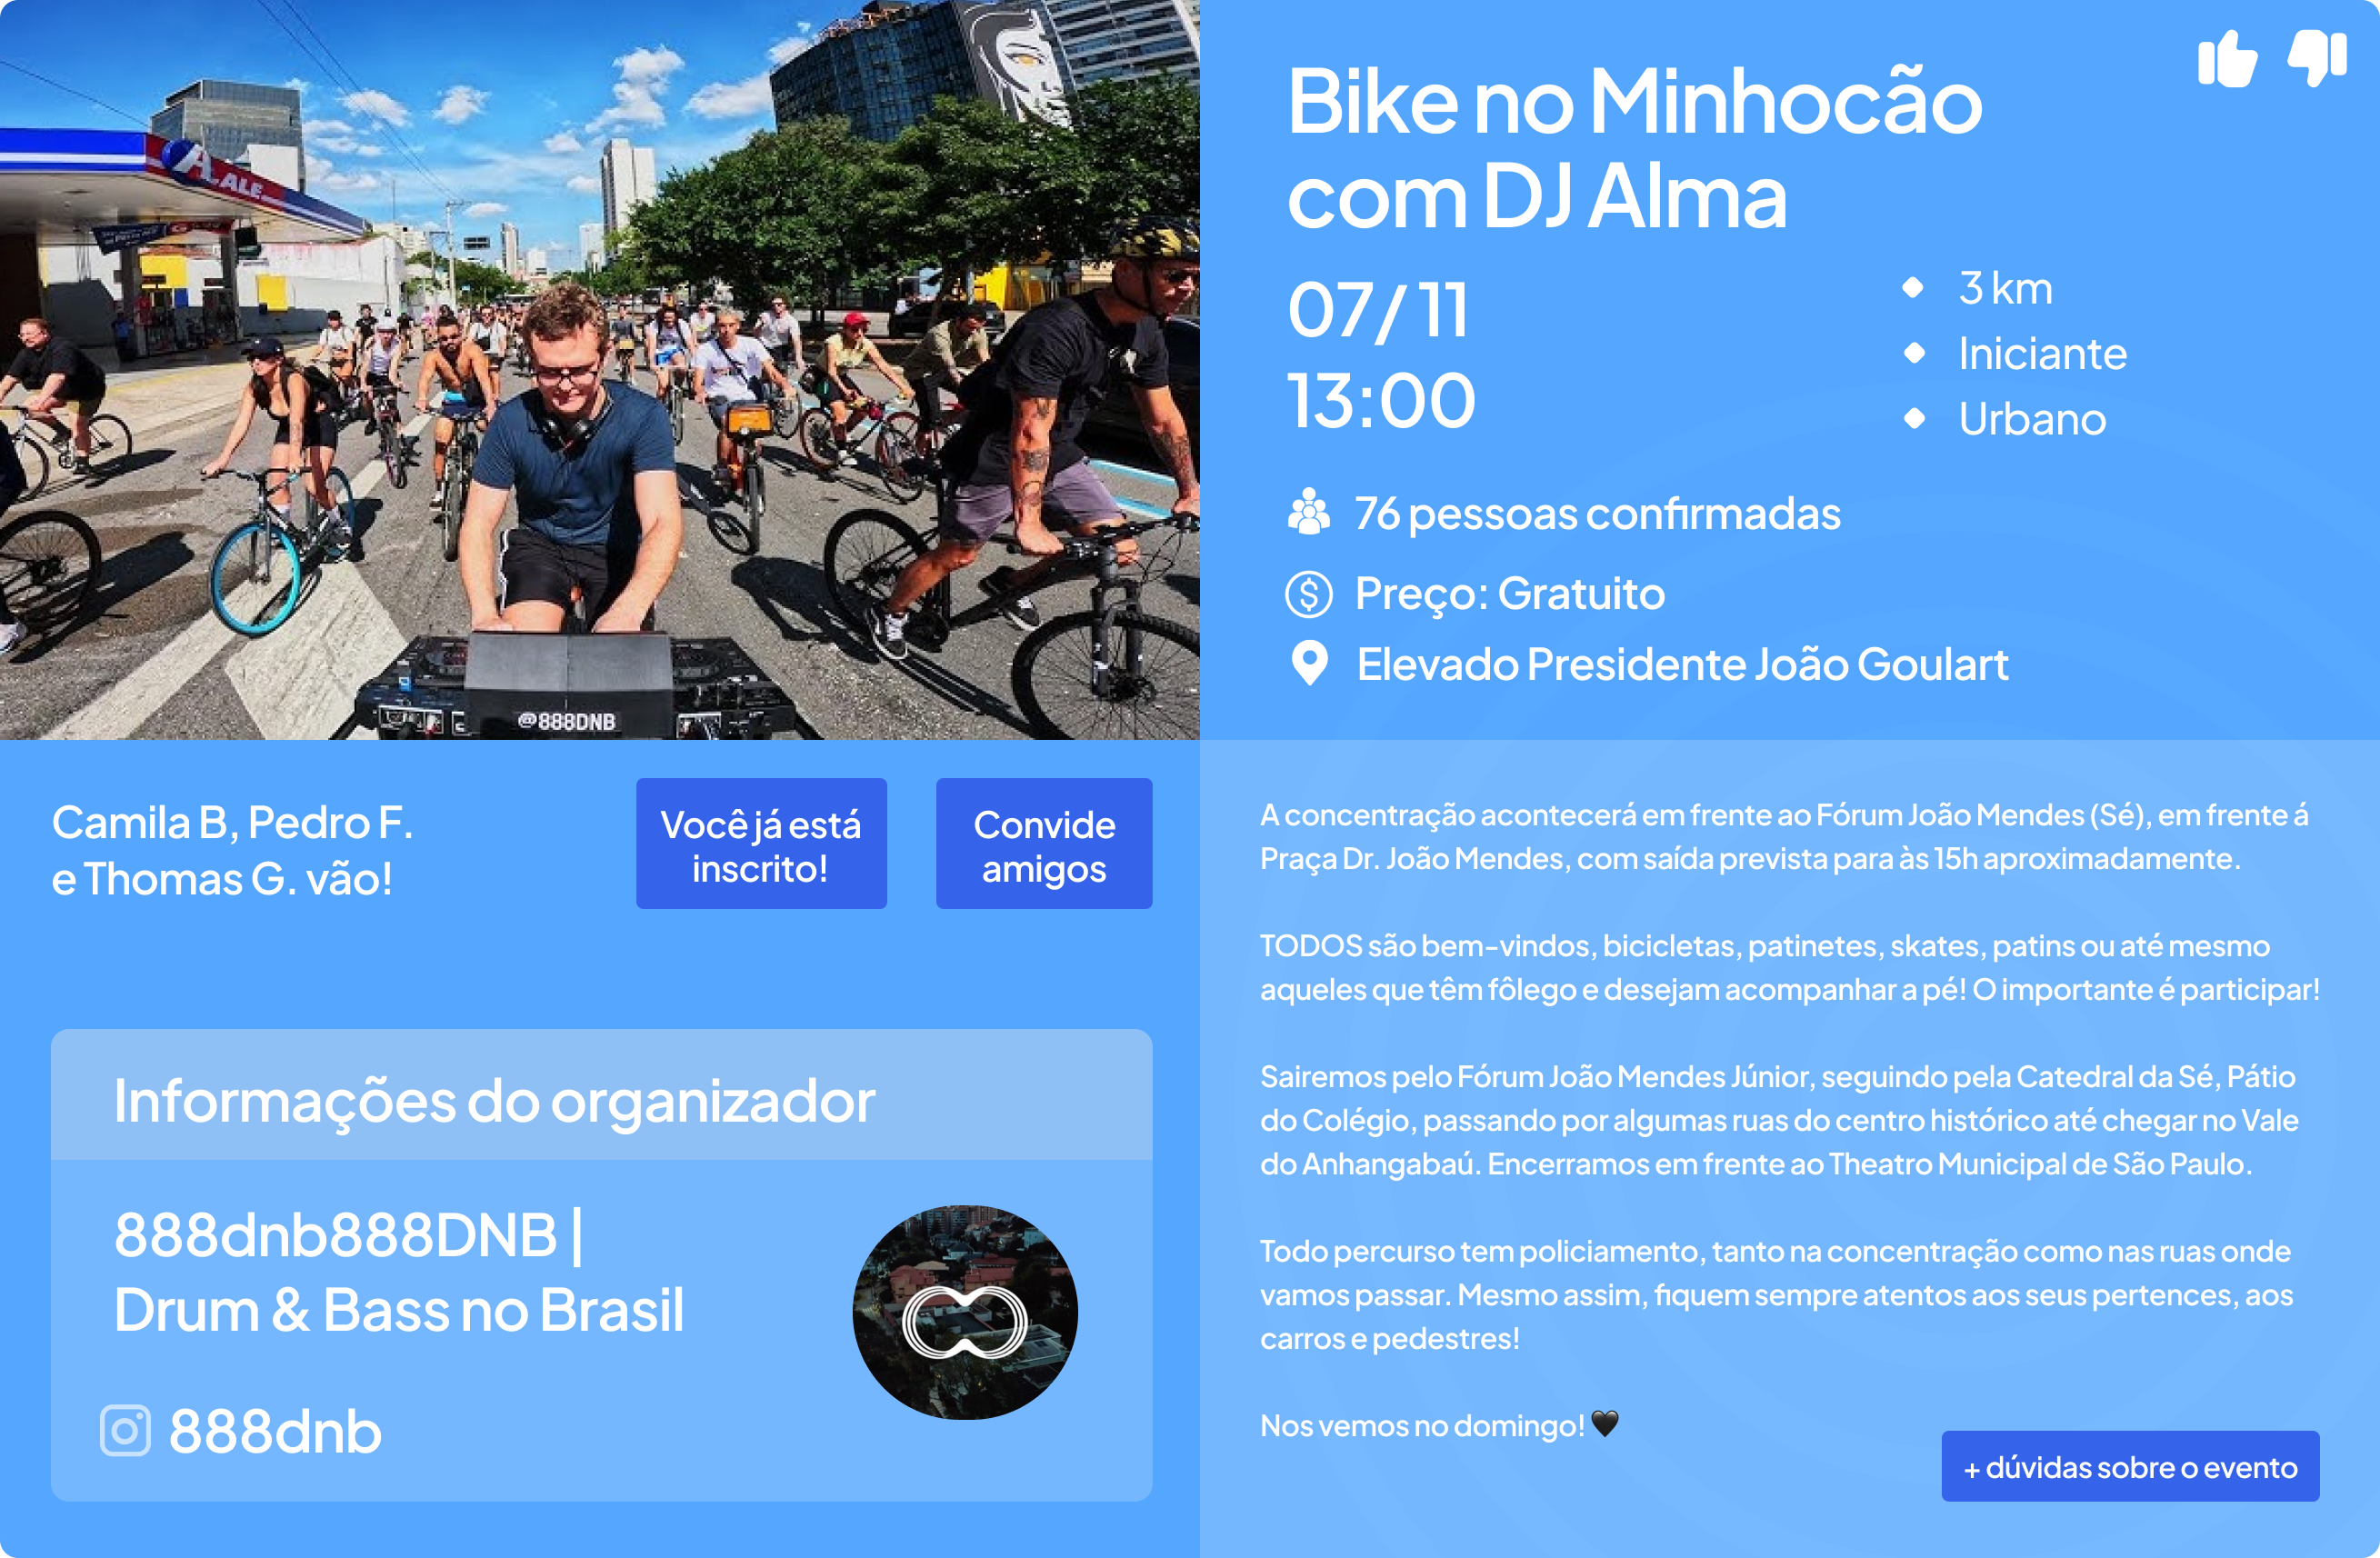 ALE
@888DNB
Bike no Minhocão
com DJ Alma
07/11
13:00
3 km
Iniciante
Urbano
76 pessoas confirmadas
Preço: Gratuito
Elevado Presidente João Goulart
Camila B, Pedro F.
e Thomas G. vão!
Você já está
inscrito!
Convide
amigos
Informações do organizador
888dnb888DNB |
Drum & Bass no Brasil
888dnb
A concentração acontecerá em frente ao Fórum João Mendes (Sé), em frente á
Praça Dr. João Mendes, com saída prevista para às 15h aproximadamente.
TODOS são bem-vindos, bicicletas, patinetes, skates, patins ou até mesmo
aqueles que têm fôlego e desejam acompanhar a pé! O importante é participar!
Sairemos pelo Fórum João Mendes Júnior, seguindo pela Catedral da Sé, Pátio
do Colégio, passando por algumas ruas do centro histórico até chegar no Vale
do Anhangabaú. Encerramos em frente ao Theatro Municipal de São Paulo.
Todo percurso tem policiamento, tanto na concentração como nas ruas onde
vamos passar. Mesmo assim, fiquem sempre atentos aos seus pertences, aos
carros e pedestres!
Nos vemos no domingo! 🖤
+ dúvidas sobre o evento